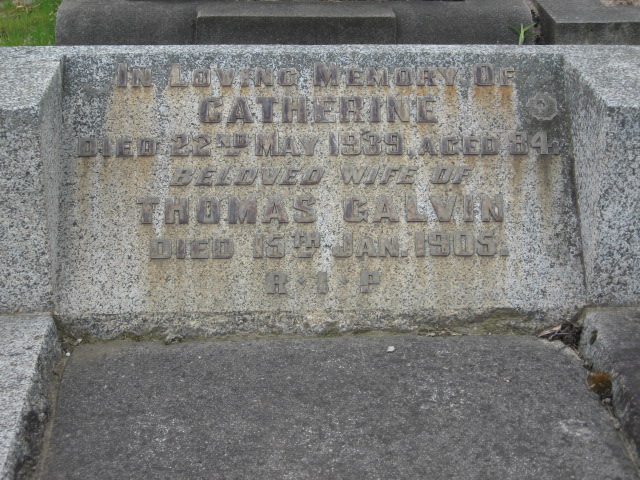 IN LOVING MEMORY OF
CATHERINE
DIED 22ND MAY 1939. AGED 84.
BELOVED WIFE OF
THOMAS GALVIN
DIED 15TH JAN. 1905.
R·I·P